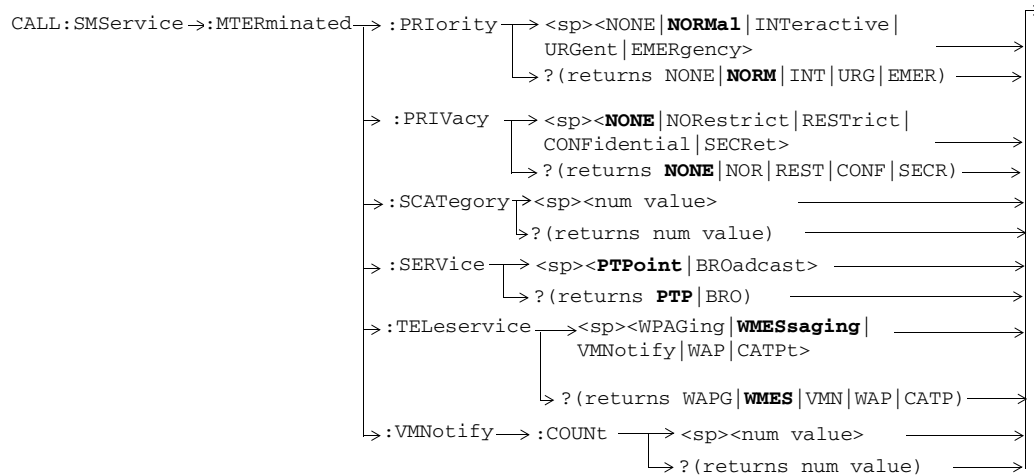 CALL:SMService :MTERminated :PRIority <sp><NONE|NORMal|INTeractive|
URGent|EMERgency>
?(returns NONE|NORM|INT|URG|EMER)
:PRIVacy <sp><NONE|NORestrict|RESTrict|
CONFidential|SECRet>
?(returns NONE|NOR|REST|CONF|SECR)
:SCATegory <sp><num value>
?(returns num value)
:SERVice <sp><PTPoint|BROadcast>
?(returns PTP|BRO)
:TELeservice <sp><WPAGing|WMESsaging|
VMNotify|WAP|CATPt>
?(returns WAPG|WMES|VMN|WAP|CATP)
:VMNotify :COUNt <sp><num value>
?(returns num value)